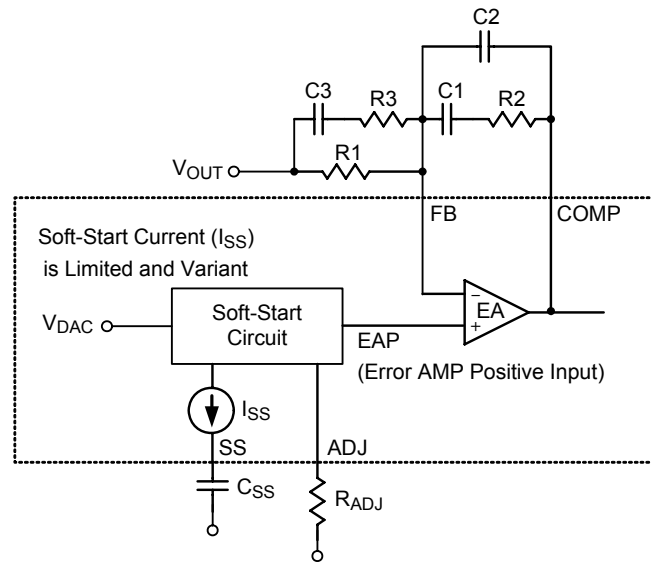 C2
C3
R3
C1
R2
R1
VOUT
FB
COMP
Soft-Start Current (ISS)
is Limited and Variant
VDAC
Soft-Start
Circuit
EAP
−
EA
+
(Error AMP Positive Input)
ISS
SS
ADJ
CSS
RADJ